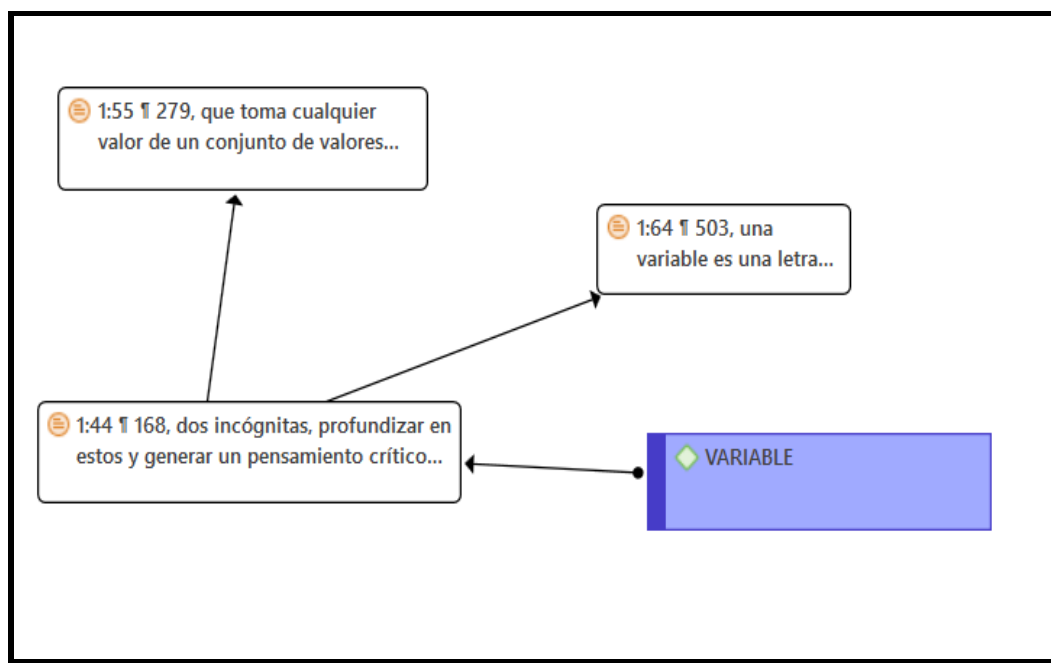 1:55 ¶ 279, que toma cualquier
valor de un conjunto de valores...
1:64 ¶ 503, una
variable es una letra...
1:44 ¶ 168, dos incógnitas, profundizar en
estos y generar un pensamiento crítico...
VARIABLE